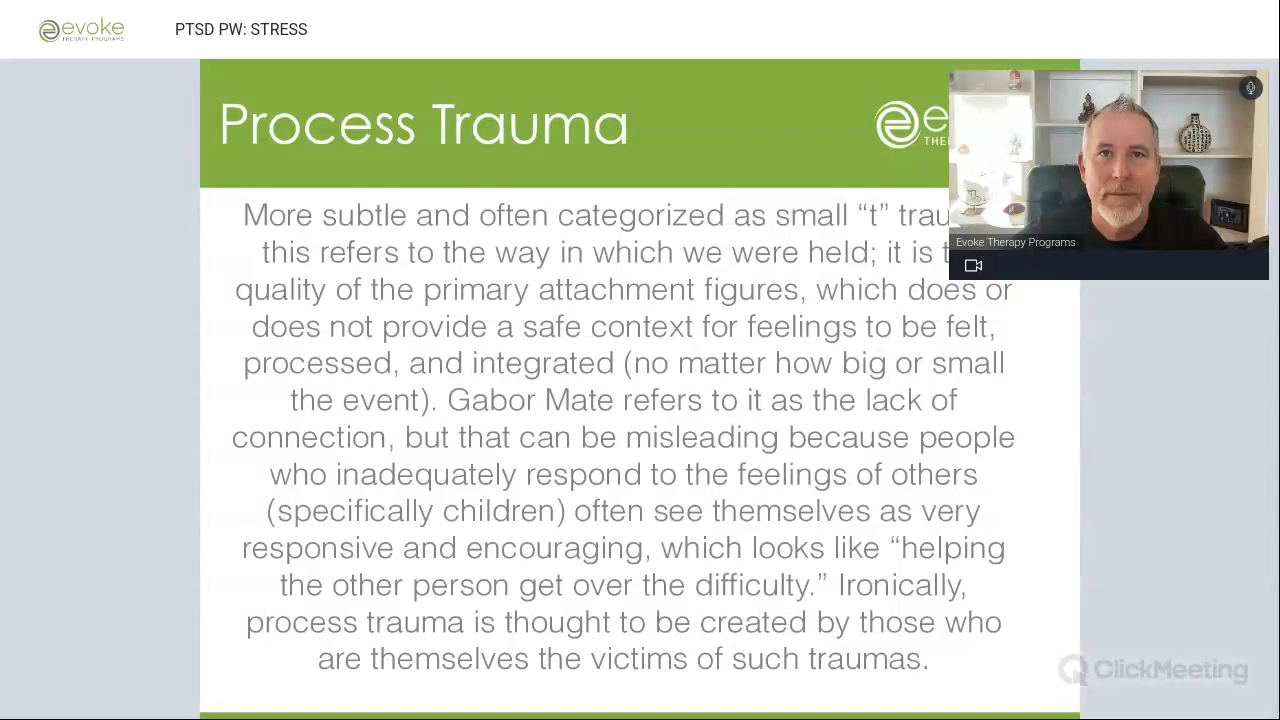 evoke
THERAPY PROGRAMS
PTSD PW: STRESS
Process Trauma
e
THE
More subtle and often categorized as small “t”
this refers to the way in which we were held; it is
quality of the primary attachment figures, which does or
does not provide a safe context for feelings to be felt,
processed, and integrated (no matter how big or small
the event). Gabor Mate refers to it as the lack of
connection, but that can be misleading because people
who inadequately respond to the feelings of others
(specifically children) often see themselves as very
responsive and encouraging, which looks like “helping
the other person get over the difficulty.” Ironically,
process trauma is thought to be created by those who
are themselves the victims of such traumas.
Evoke Therapy Programs
ClickMeeting